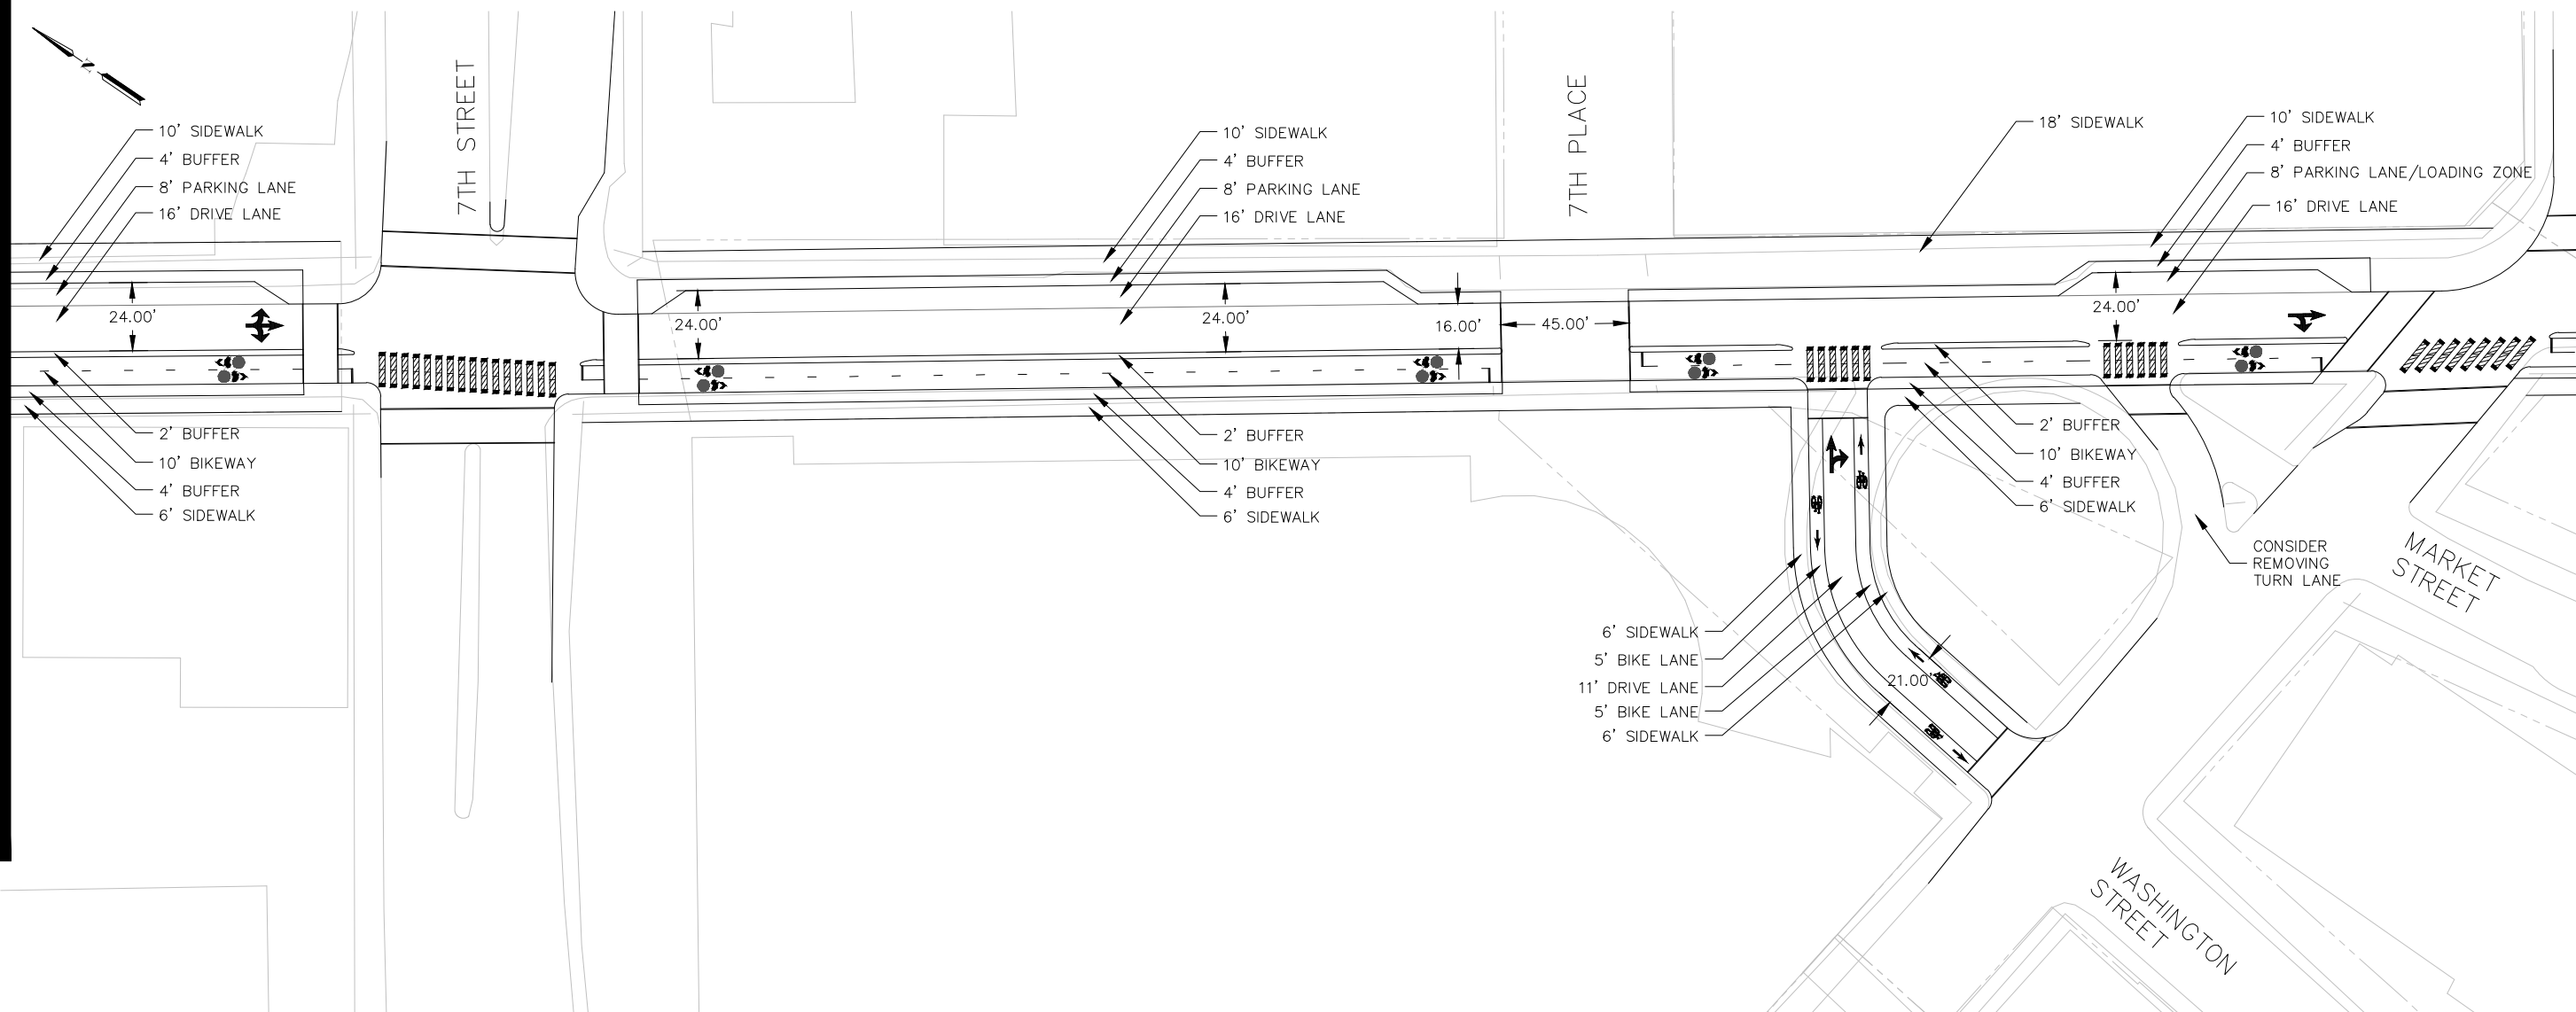 N
7TH STREET
7TH PLACE
10' SIDEWALK
4' BUFFER
8' PARKING LANE
16' DRIVE LANE
24.00'
2' BUFFER
10' BIKEWAY
4' BUFFER
6' SIDEWALK
10' SIDEWALK
4' BUFFER
8' PARKING LANE
16' DRIVE LANE
24.00'
24.00'
16.00'
45.00'
2' BUFFER
10' BIKEWAY
4' BUFFER
6' SIDEWALK
18' SIDEWALK
10' SIDEWALK
4' BUFFER
8' PARKING LANE/LOADING ZONE
16' DRIVE LANE
24.00'
2' BUFFER
10' BIKEWAY
4' BUFFER
6' SIDEWALK
CONSIDER
REMOVING
TURN LANE
MARKET
STREET
6' SIDEWALK
5' BIKE LANE
11' DRIVE LANE
5' BIKE LANE
6' SIDEWALK
21.00'
WASHINGTON
STREET